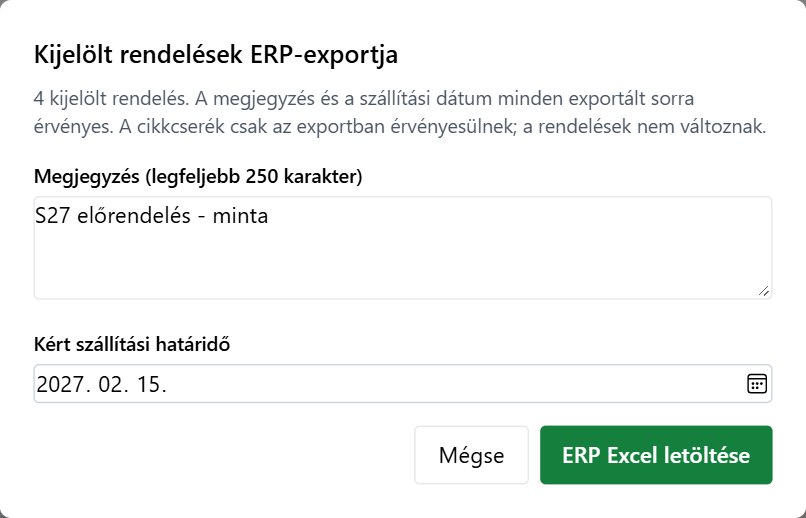 Kijelölt rendelések ERP-exportja
4 kijelölt rendelés. A megjegyzés és a szállítási dátum minden exportált sorra
érvényes. A cikkcserék csak az exportban érvényesülnek; a rendelések nem változnak.
Megjegyzés (legfeljebb 250 karakter)
S27 előrendelés - minta
Kért szállítási határidő
2027. 02. 15.
Mégse
ERP Excel letöltése